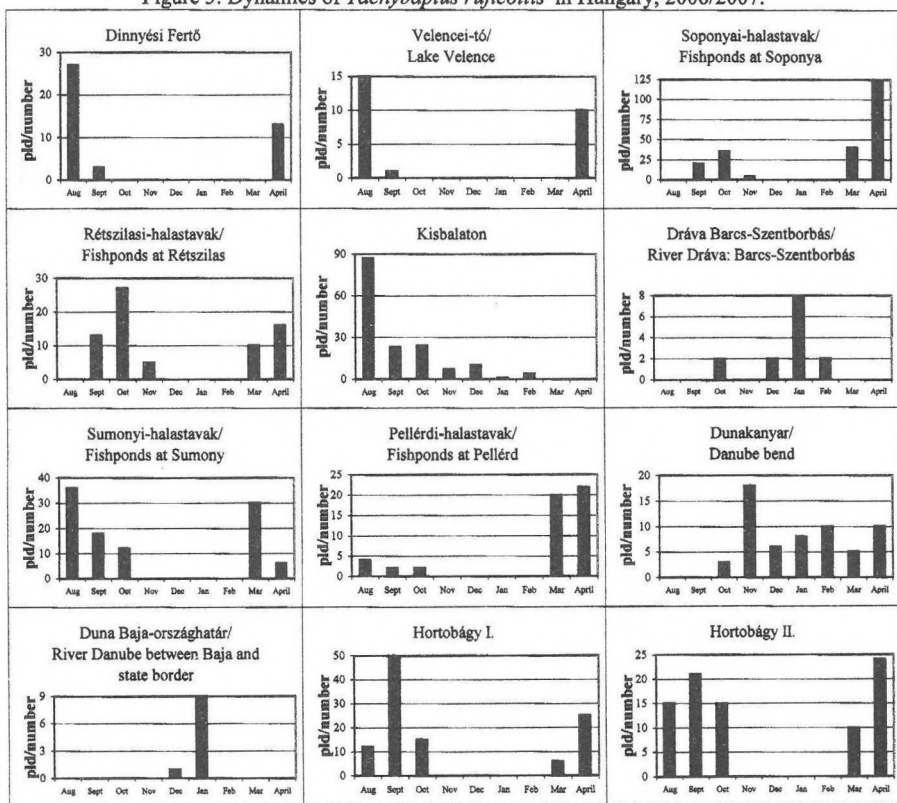 Figure 3. Dynamics of Tachybaptus ruficollis in Hungary, 2006/2007.
Dinnyési Fertő
pld/number
30
20
10
0
Aug Sept Oct Nov Dec Jan Feb Mar April
Velencei-tó/
Lake Velence
pld/number
15
10
5
0
Aug Sept Oct Nov Dec Jan Feb Mar April
Soponyai-halastavak/
Fishponds at Soponya
pld/number
125
100
75
50
25
0
Aug Sept Oct Nov Dec Jan Feb Mar April
Rétszilasi-halastavak/
Fishponds at Rétszilas
pld/number
30
20
10
0
Aug Sept Oct Nov Dec Jan Feb Mar April
Kisbalaton
pld/number
90
60
30
0
Aug Sept Oct Nov Dec Jan Feb Mar April
Dráva Barcs-Szentborbás/
River Dráva: Barcs-Szentborbás
pld/number
8
6
4
2
0
Aug Sept Oct Nov Dec Jan Feb Mar April
Sumonyi-halastavak/
Fishponds at Sumony
pld/number
40
30
20
10
0
Aug Sept Oct Nov Dec Jan Feb Mar April
Pellérdi-halastavak/
Fishponds at Pellérd
pld/number
25
20
15
10
5
0
Aug Sept Oct Nov Dec Jan Feb Mar April
Dunakanyar/
Danube bend
pld/number
20
15
10
5
0
Aug Sept Oct Nov Dec Jan Feb Mar April
Duna Baja-országhatár/
River Danube between Baja and
state border
pld/number
9
6
3
0
Aug Sept Oct Nov Dec Jan Feb Mar April
Hortobágy I.
pld/number
50
40
30
20
10
0
Aug Sept Oct Nov Dec Jan Feb Mar April
Hortobágy II.
pld/number
25
20
15
10
5
0
Aug Sept Oct Nov Dec Jan Feb Mar April